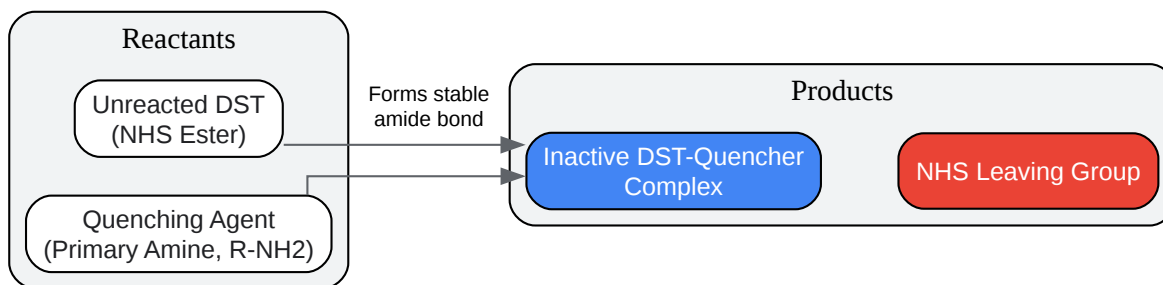 Reactants
Unreacted DST
(NHS Ester)
Quenching Agent
(Primary Amine, R-NH2)
Forms stable
amide bond
Products
Inactive DST-Quencher
Complex
NHS Leaving Group